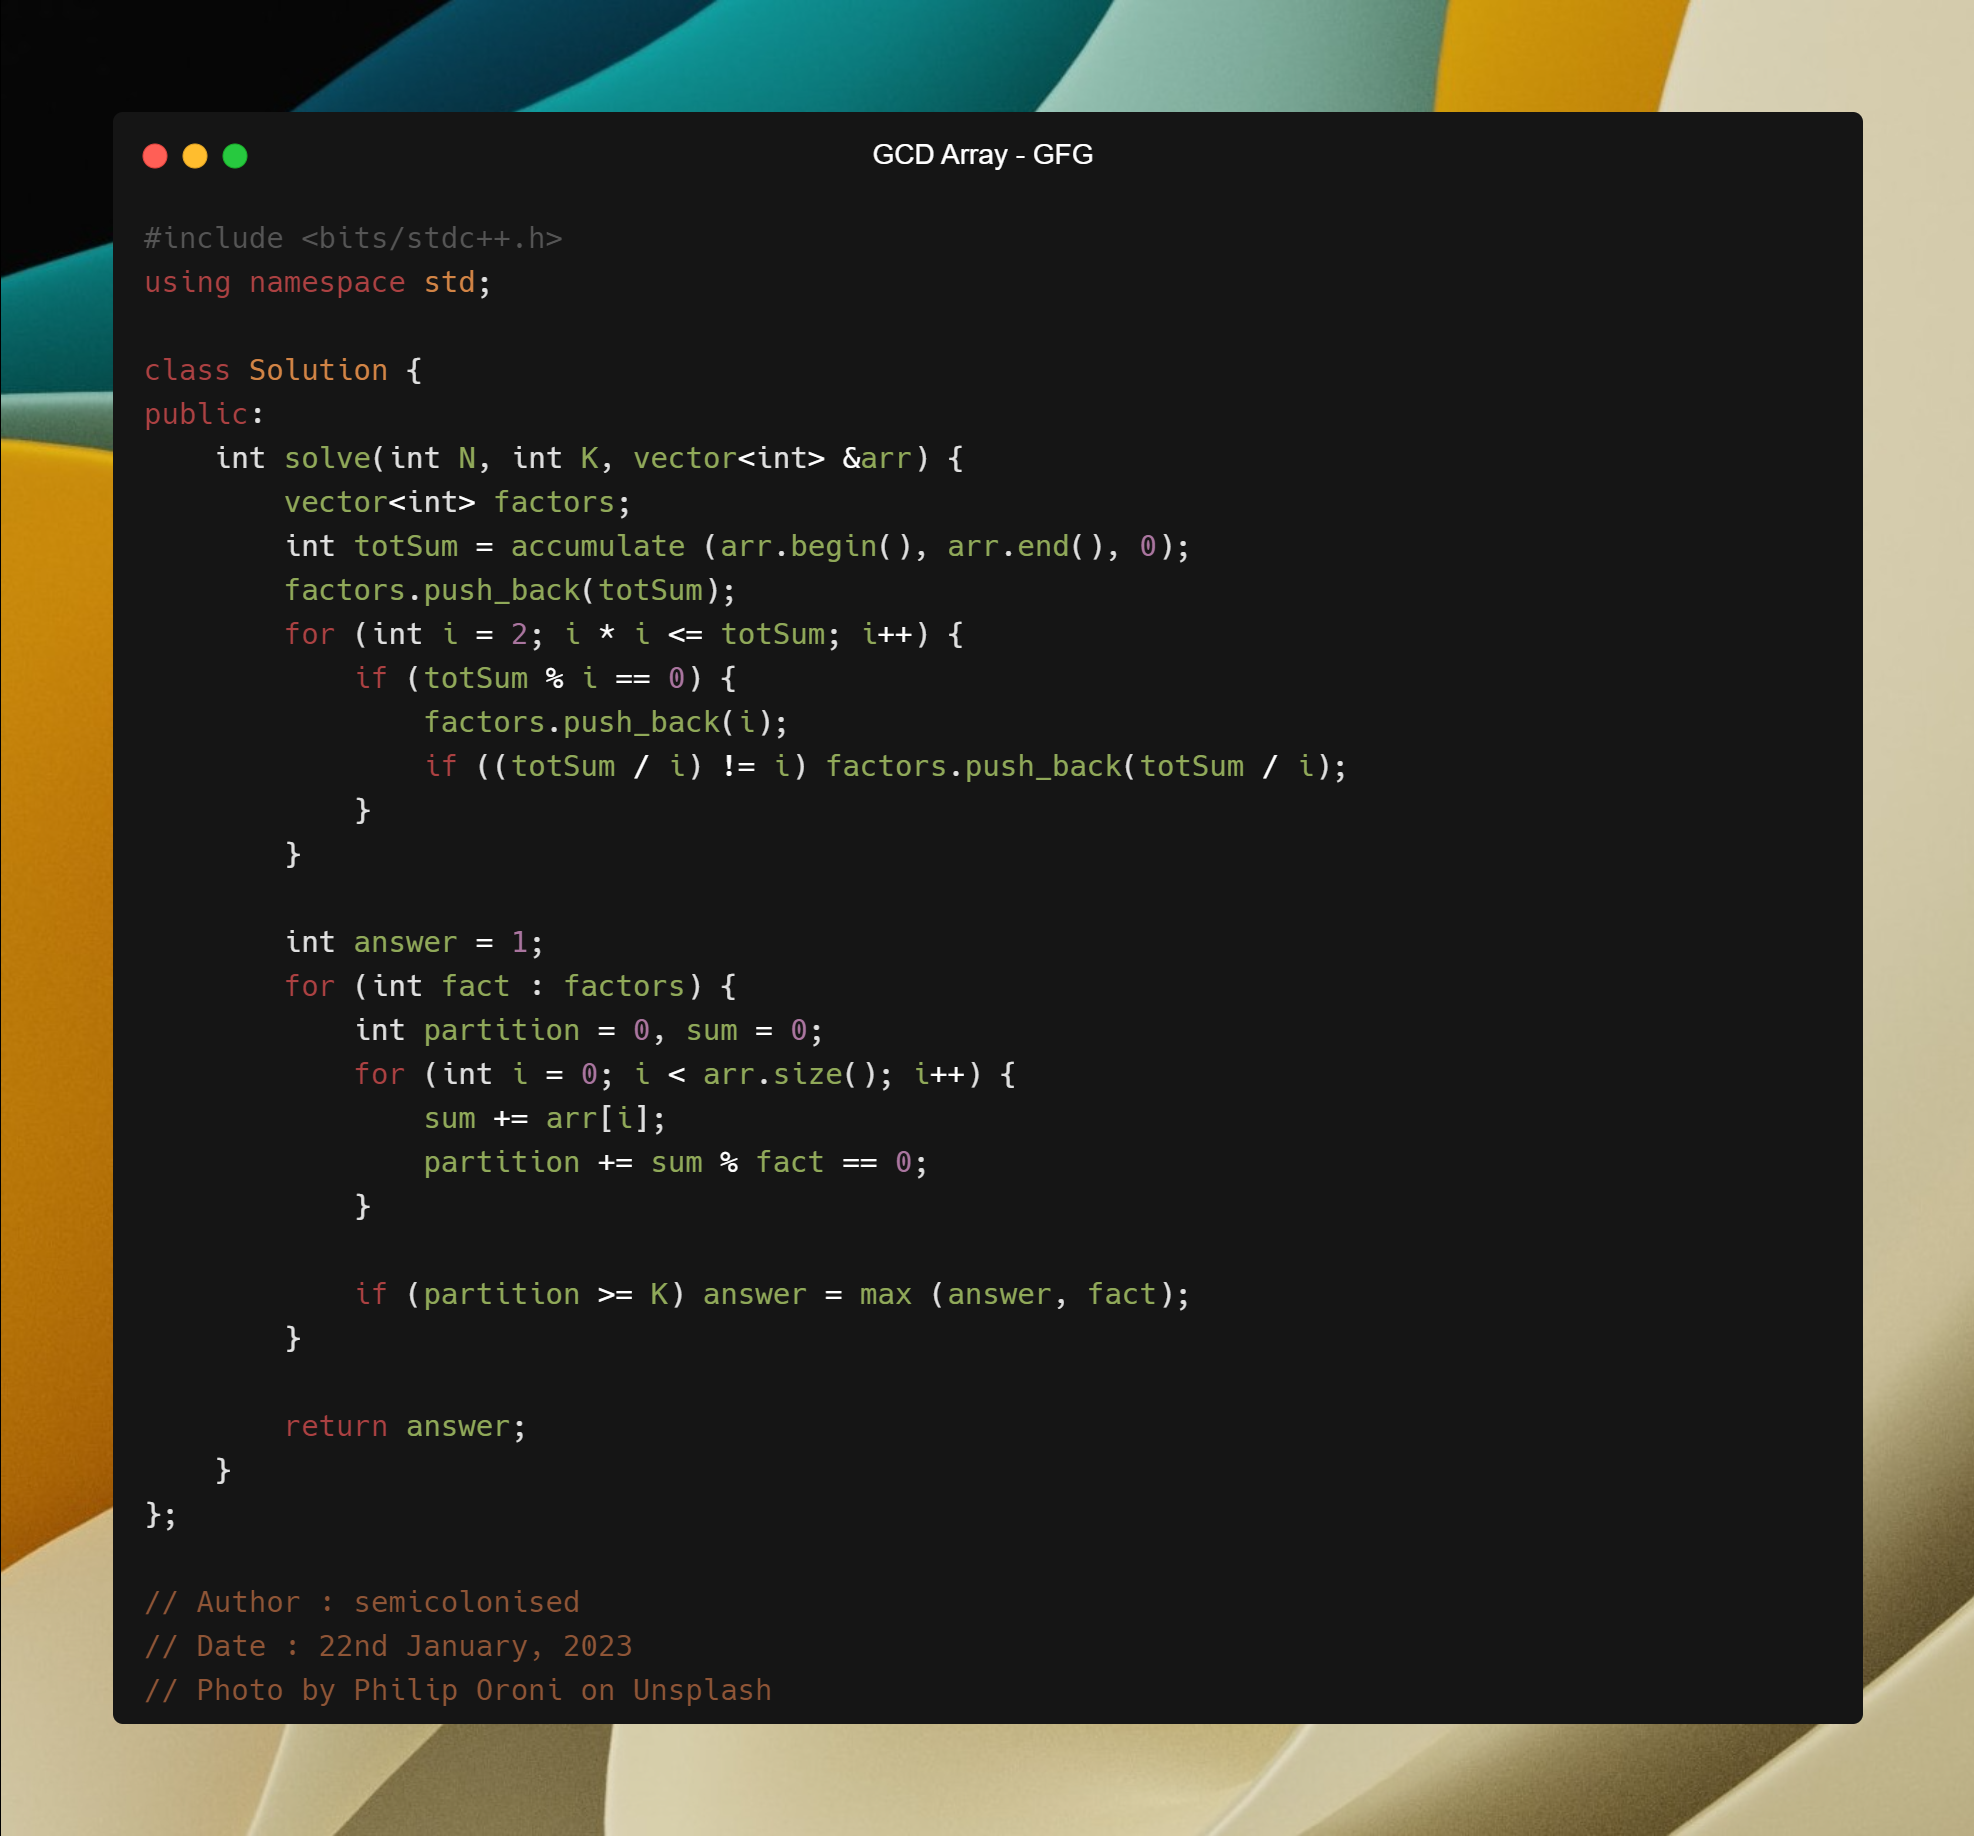 GCD Array - GFG
#include <bits/stdc++.h>
using namespace std;
class Solution {
public:
    int solve(int N, int K, vector<int> &arr) {
        vector<int> factors;
        int totSum = accumulate (arr.begin(), arr.end(), 0);
        factors.push_back(totSum);
        for (int i = 2; i * i <= totSum; i++) {
            if (totSum % i == 0) {
                factors.push_back(i);
                if ((totSum / i) != i) factors.push_back(totSum / i);
            }
        }
        int answer = 1;
        for (int fact : factors) {
            int partition = 0, sum = 0;
            for (int i = 0; i < arr.size(); i++) {
                sum += arr[i];
                partition += sum % fact == 0;
            }
            if (partition >= K) answer = max (answer, fact);
        }
        return answer;
    }
};
// Author : semicolonised
// Date : 22nd January, 2023
// Photo by Philip Oroni on Unsplash